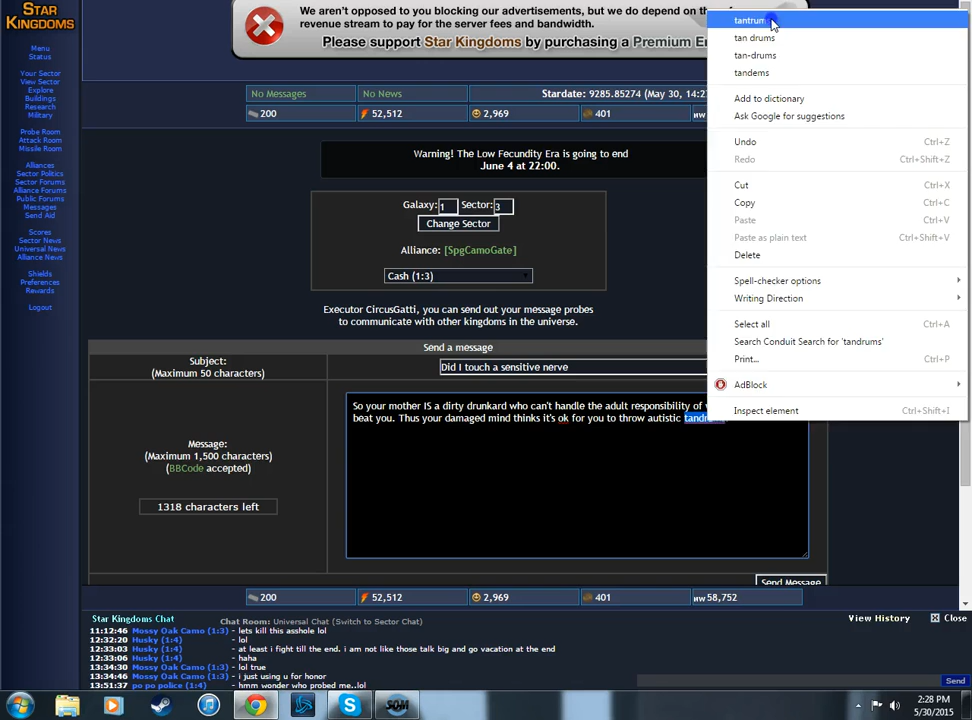 STAR
KINGDOMS
We aren't opposed to you blocking our advertisements, but we do depend on
revenue stream to pay for the server fees and bandwidth.
Please support Star Kingdoms by purchasing a Premium
Menu
Status
Your Sector
View Sector
Explore
Buildings
Research
Military
Probe Room
Attack Room
Missile Room
Alliances
Sector Politics
Sector Forums
Alliance Forums
Public Forums
Messages
Send Aid
Scores
Sector News
Universal News
Alliance News
Shields
Preferences
Rewards
Logout
No Messages No News Stardate: 9285.85274 (May 30, 14:27
200 52,512 2,969 401
Warning! The Low Fecundity Era is going to end
June 4 at 22:00.
Galaxy: 1 Sector: 3
Change Sector
Alliance: [SpgCamoGate]
Cash (1:3)
Executor CircusGatti, you can send out your message probes
to communicate with other kingdoms in the universe.
Send a message
Subject:
(Maximum 50 characters)
Did I touch a sensitive nerve
Message:
(Maximum 1,500 characters)
(BBCode accepted)
1318 characters left
So your mother IS a dirty drunkard who can't handle the adult responsibility of
beat you. Thus your damaged mind thinks it's ok for you to throw autistic
Send Message
200 52,512 2,969 401 58,752
tantrums
tan drums
tan-drums
tandems
Add to dictionary
Ask Google for suggestions
Undo Ctrl+Z
Redo Ctrl+Shift+Z
Cut Ctrl+X
Copy Ctrl+C
Paste Ctrl+V
Paste as plain text Ctrl+Shift+V
Delete
Spell-checker options
Writing Direction
Select all Ctrl+A
Search Conduit Search for 'tandrums'
Print... Ctrl+P
AdBlock
Inspect element Ctrl+Shift+I
Star Kingdoms Chat Chat Room: Universal Chat (Switch to Sector Chat) View History Close
11:12:46 Mossy Oak Camo (1:3) - lets kill this asshole lol
12:32:20 Husky (1:4) - lol
12:33:03 Husky (1:4) - at least i fight till the end. i am not like those talk big and go vacation at the end
12:33:06 Husky (1:4) - haha
13:34:30 Mossy Oak Camo (1:3) - lol true
13:34:46 Mossy Oak Camo (1:3) - i just using u for honor
13:51:37 po po police (1:4) - hmm wonder who probed me..lol
Send
2:28 PM
5/30/2015